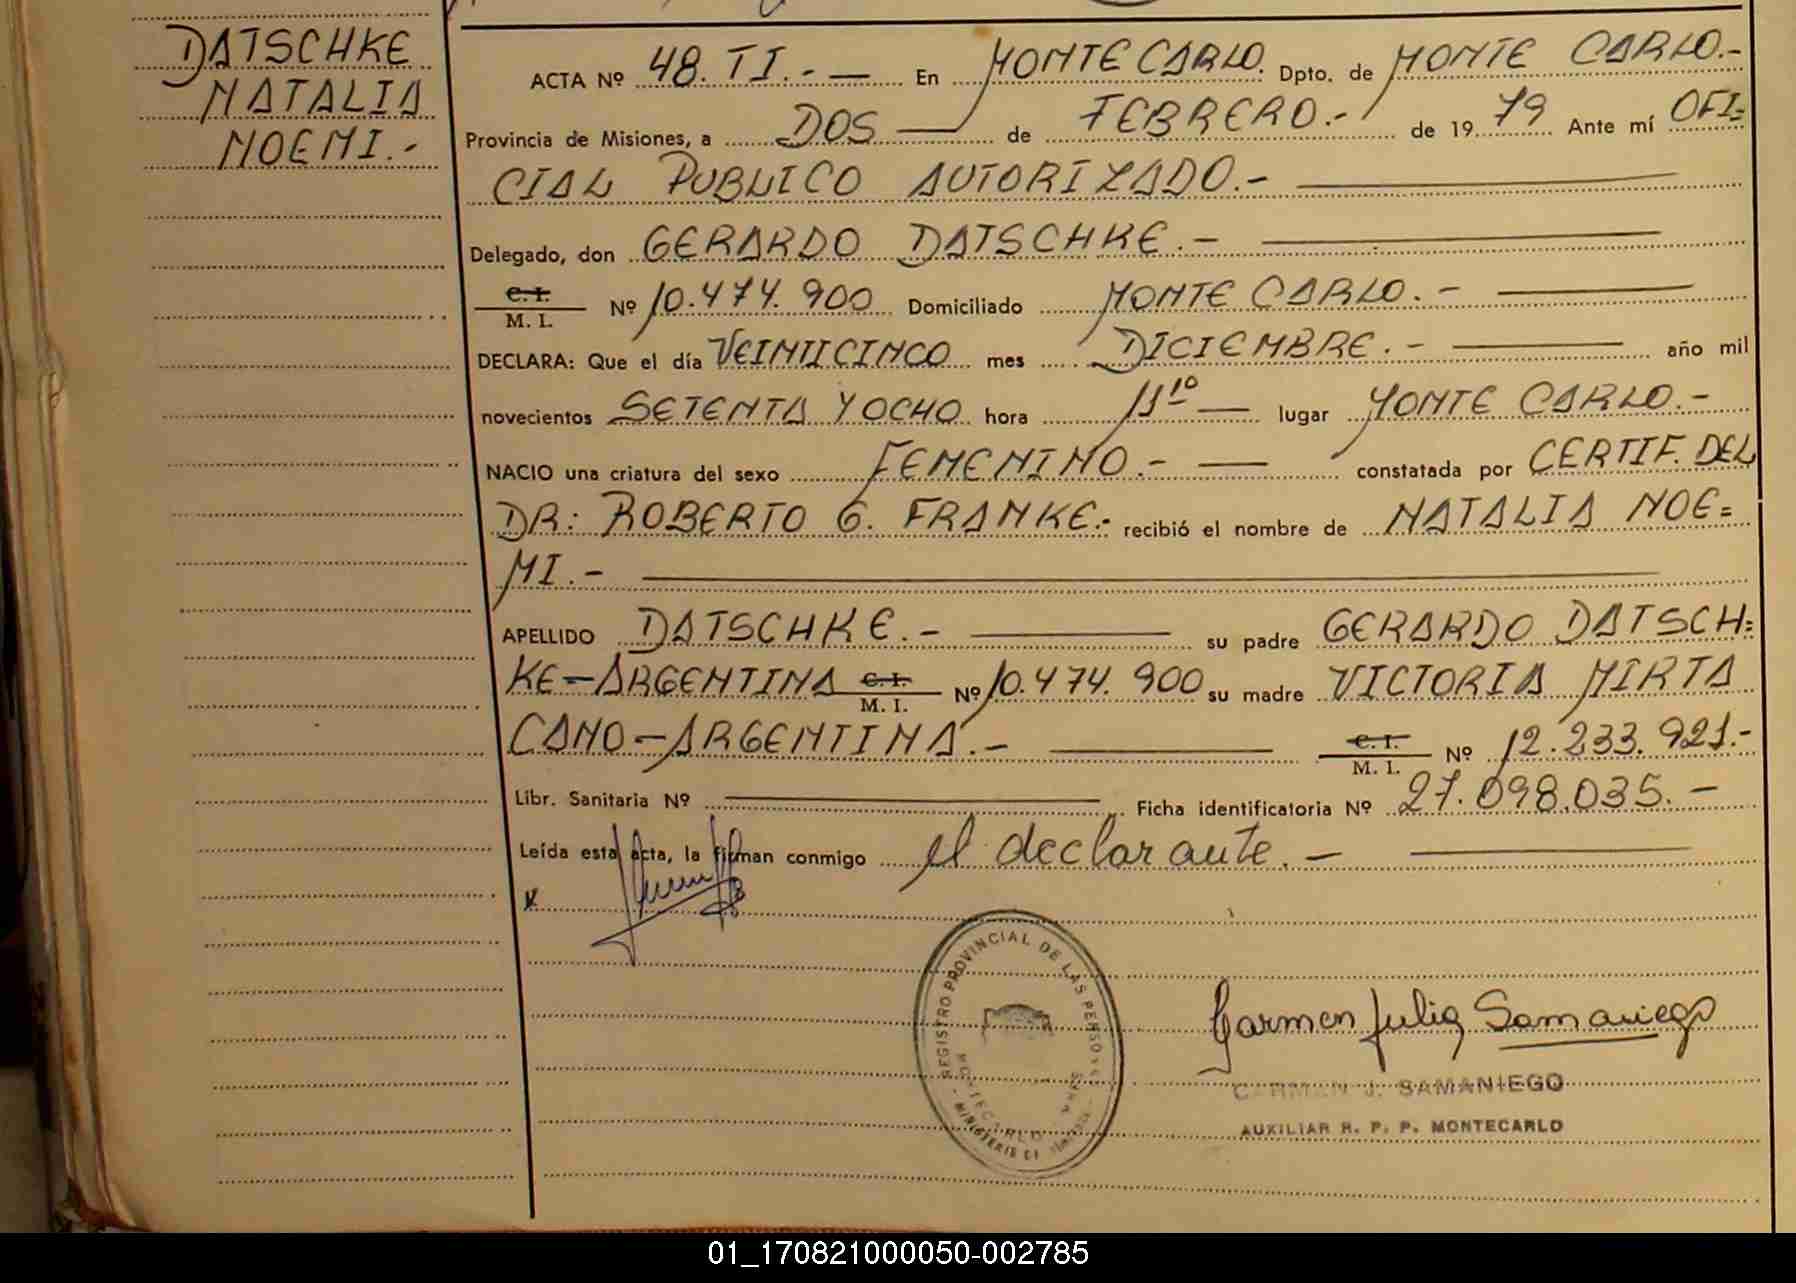 DATSCHKE
NATALIA
NOEMI.-
ACTA Nº 48. TI.- — En MONTE CARLO. Dpto. de MONTE CARLO.-
Provincia de Misiones, a DOS — de FEBRERO.- de 19 79 Ante mí OFI=
CIAL PUBLICO AUTORIZADO.-
Delegado, don GERARDO DATSCHKE.-
C. I.
M. I. Nº 10.474.900 Domiciliado MONTE CARLO.-
DECLARA: Que el día VEINTICINCO mes DICIEMBRE.- año mil
novecientos SETENTA Y OCHO hora 11¹⁰ — lugar MONTE CARLO.-
NACIO una criatura del sexo FEMENINO.- constatada por CERTIF. DEL
DR: ROBERTO G. FRANKE.- recibió el nombre de NATALIA NOE=
MI.-
APELLIDO DATSCHKE.- su padre GERARDO DATSCH=
KE-ARGENTINA C. I. M. I. Nº 10.474.900 su madre VICTORIA MIRTA
CANO-ARGENTINA.- C. I. M. I. Nº 12.233.921.-
Libr. Sanitaria Nº — Ficha identificatoria Nº 27.098.035.-
Leída esta acta, la firman conmigo el declarante.-
REGISTRO PROVINCIAL DE LAS PERSONAS
MONTECARLO
Carmen Julia Samaniego
CARMEN J. SAMANIEGO
AUXILIAR R. P. P. MONTECARLO
01_170821000050-002785